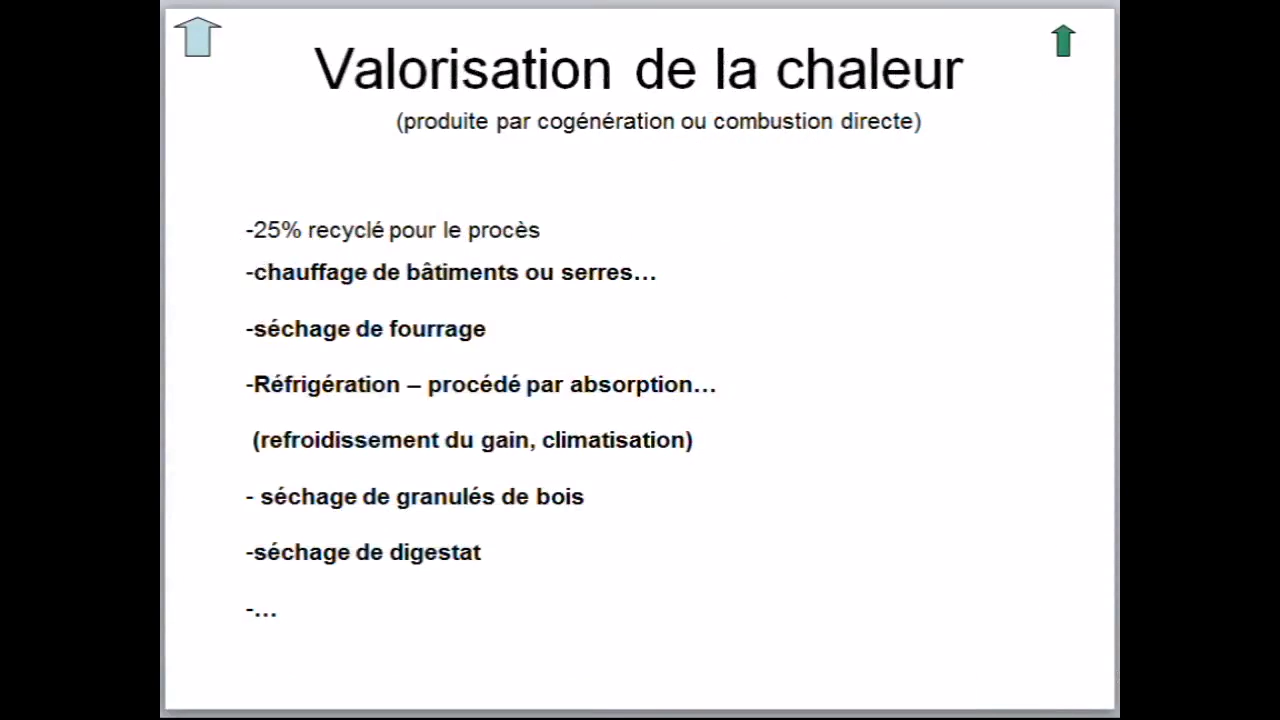 Valorisation de la chaleur
(produite par cogénération ou combustion directe)
-25% recyclé pour le procès
-chauffage de bâtiments ou serres…
-séchage de fourrage
-Réfrigération – procédé par absorption…
(refroidissement du gain, climatisation)
- séchage de granulés de bois
-séchage de digestat
-…